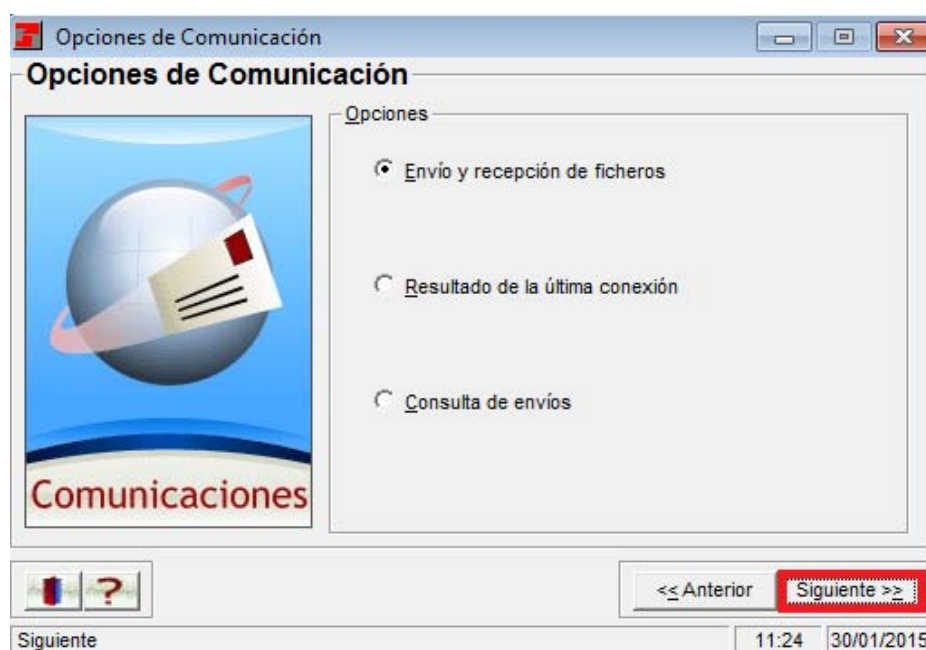 Opciones de Comunicación
Opciones de Comunicación
Opciones
Envío y recepción de ficheros
Resultado de la última conexión
Consulta de envíos
Comunicaciones
?
<< Anterior
Siguiente >>
Siguiente
11:24
30/01/2015